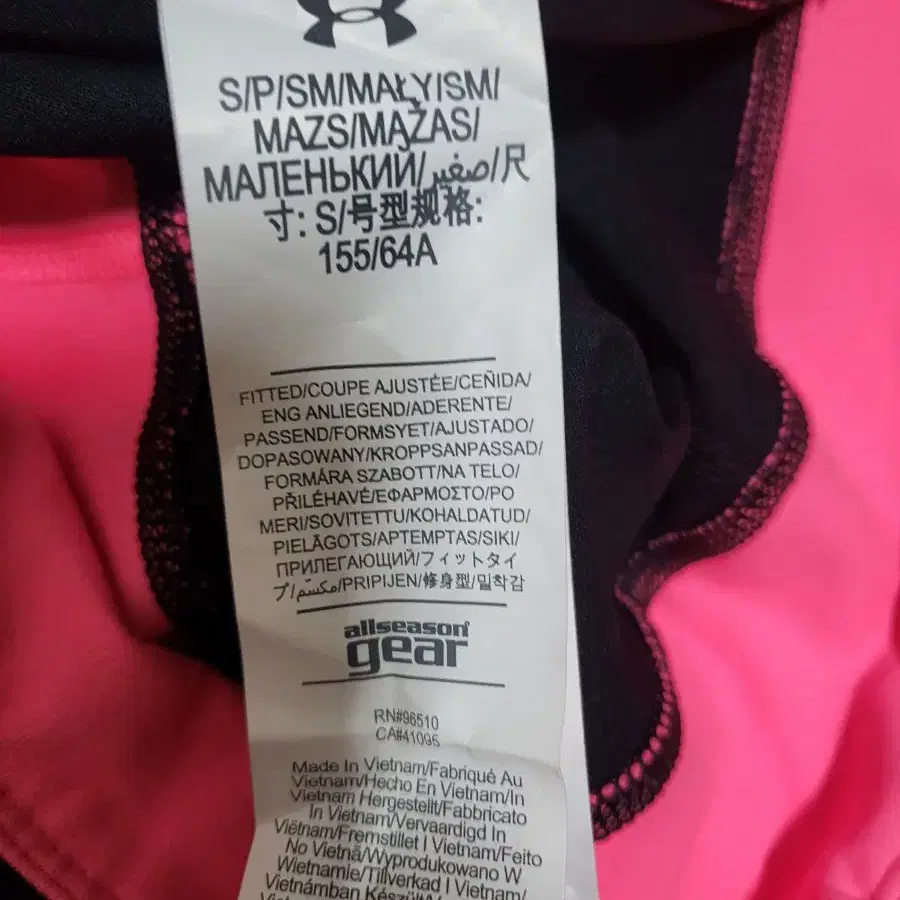 S/P/SM/MAŁY/SM/
MAZS/MĄŽAS/
МАЛЕНЬКИЙ/صغير/尺
寸: S/号型规格:
155/64A
FITTED/COUPE AJUSTÉE/CEÑIDA/
ENG ANLIEGEND/ADERENTE/
PASSEND/FORMSYET/AJUSTADO/
DOPASOWANY/KROPPSANPASSAD/
FORMÁRA SZABOTT/NA TELO/
PŘILÉHAVÉ/ΕΦΑΡΜΟΣΤΟ/PO
MERI/SOVITETTU/KOHALDATUD/
PIELĀGOTS/APTEMPTAS/SIKI/
ПРИЛЕГАЮЩИЙ/フィットタイ
プ/مكسّم/PRIPIJEN/修身型/밀착감
allseason
gear
RN#96510
CA#41095
Made In Vietnam/Fabriqué Au
Vietnam/Hecho En Vietnam/In
Vietnam Hergestellt/Fabbricato
In Vietnam/Vervaardigd In
Viëtnam/Fremstillet I Vietnam/Feito
No Vietnã/Wyprodukowano W
Wietnamie/Tillverkad I Vietnam/
Vietnámban Készült/